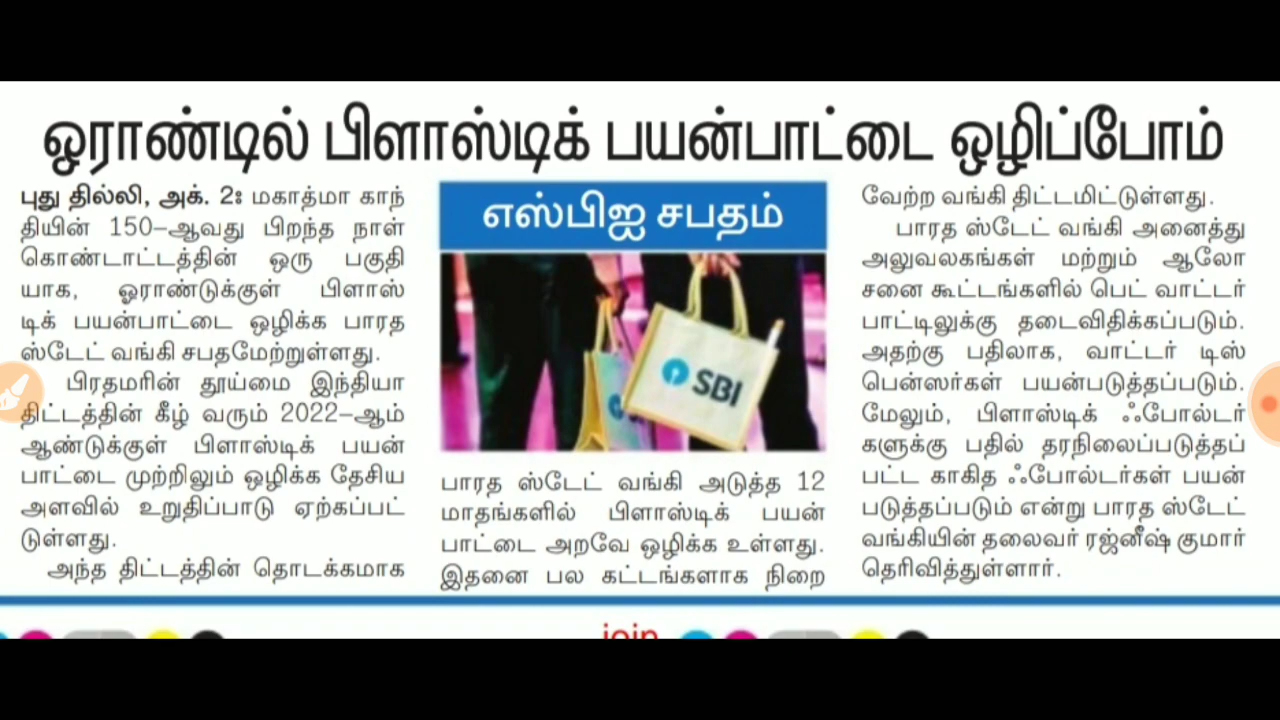 ஓராண்டில் பிளாஸ்டிக் பயன்பாட்டை ஒழிப்போம்
புது தில்லி, அக். 2: மகாத்மா காந்
தியின் 150–ஆவது பிறந்த நாள்
கொண்டாட்டத்தின் ஒரு பகுதி
யாக, ஓராண்டுக்குள் பிளாஸ்
டிக் பயன்பாட்டை ஒழிக்க பாரத
ஸ்டேட் வங்கி சபதமேற்றுள்ளது.
பிரதமரின் தூய்மை இந்தியா
திட்டத்தின் கீழ் வரும் 2022–ஆம்
ஆண்டுக்குள் பிளாஸ்டிக் பயன்
பாட்டை முற்றிலும் ஒழிக்க தேசிய
அளவில் உறுதிப்பாடு ஏற்கப்பட்
டுள்ளது.
அந்த திட்டத்தின் தொடக்கமாக
எஸ்பிஐ சபதம்
SBI
பாரத ஸ்டேட் வங்கி அடுத்த 12
மாதங்களில் பிளாஸ்டிக் பயன்
பாட்டை அறவே ஒழிக்க உள்ளது.
இதனை பல கட்டங்களாக நிறை
வேற்ற வங்கி திட்டமிட்டுள்ளது.
பாரத ஸ்டேட் வங்கி அனைத்து
அலுவலகங்கள் மற்றும் ஆலோ
சனை கூட்டங்களில் பெட் வாட்டர்
பாட்டிலுக்கு தடைவிதிக்கப்படும்.
அதற்கு பதிலாக, வாட்டர் டிஸ்
பென்ஸர்கள் பயன்படுத்தப்படும்.
மேலும், பிளாஸ்டிக் ஃபோல்டர்
களுக்கு பதில் தரநிலைப்படுத்தப்
பட்ட காகித ஃபோல்டர்கள் பயன்
படுத்தப்படும் என்று பாரத ஸ்டேட்
வங்கியின் தலைவர் ரஜ்னீஷ் குமார்
தெரிவித்துள்ளார்.
join